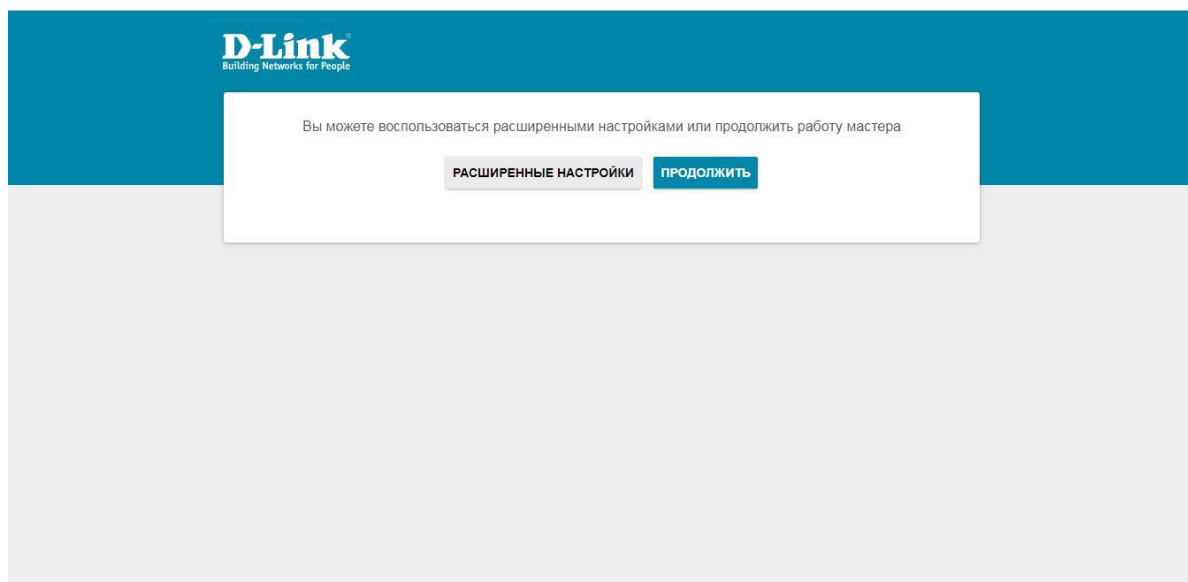 D-Link
Building Networks for People
Вы можете воспользоваться расширенными настройками или продолжить работу мастера
РАСШИРЕННЫЕ НАСТРОЙКИ ПРОДОЛЖИТЬ